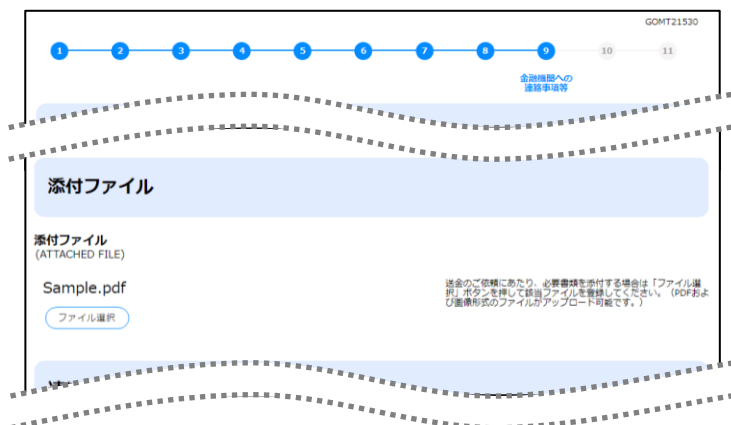 GOMT21530
1 2 3 4 5 6 7 8 9 10 11
金融機関への
連絡事項等
添付ファイル
添付ファイル
(ATTACHED FILE)
Sample.pdf
送金のご依頼にあたり、必要書類を添付する場合は「ファイル選
択」ボタンを押して該当ファイルを登録してください。（PDFおよ
び画像形式のファイルがアップロード可能です。）
ファイル選択